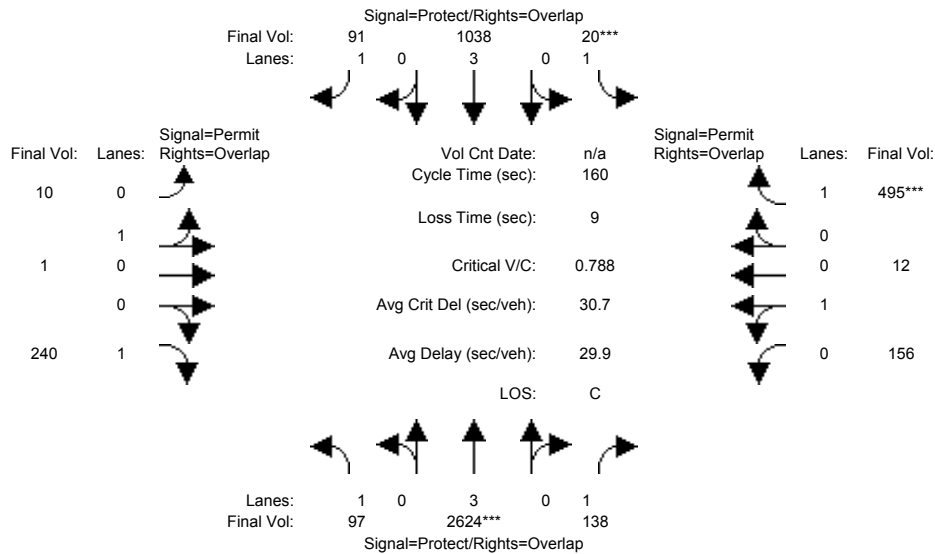 Signal=Protect/Rights=Overlap
Final Vol: 91 1038 20***
Lanes: 1 0 3 0 1
Signal=Permit
Rights=Overlap
Final Vol: Lanes:
10 0
1
1 0
0
240 1
Vol Cnt Date: n/a
Cycle Time (sec): 160
Loss Time (sec): 9
Critical V/C: 0.788
Avg Crit Del (sec/veh): 30.7
Avg Delay (sec/veh): 29.9
LOS: C
Signal=Permit
Rights=Overlap
Lanes: Final Vol:
1 495***
0
0 12
1
0 156
Lanes: 1 0 3 0 1
Final Vol: 97 2624*** 138
Signal=Protect/Rights=Overlap